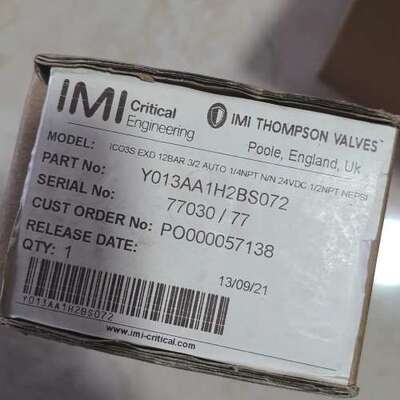 IMI Critical Engineering
IMI THOMPSON VALVES™
Poole, England, Uk
MODEL: ICO3S EXD 12BAR 3/2 AUTO 1/4NPT N/N 24VDC 1/2NPT NEPSI
PART No: Y013AA1H2BS072
SERIAL No: 77030 / 77
CUST ORDER No: PO000057138
RELEASE DATE: 13/09/21
QTY: 1
Y013AA1H2BS072
www.imi-critical.com